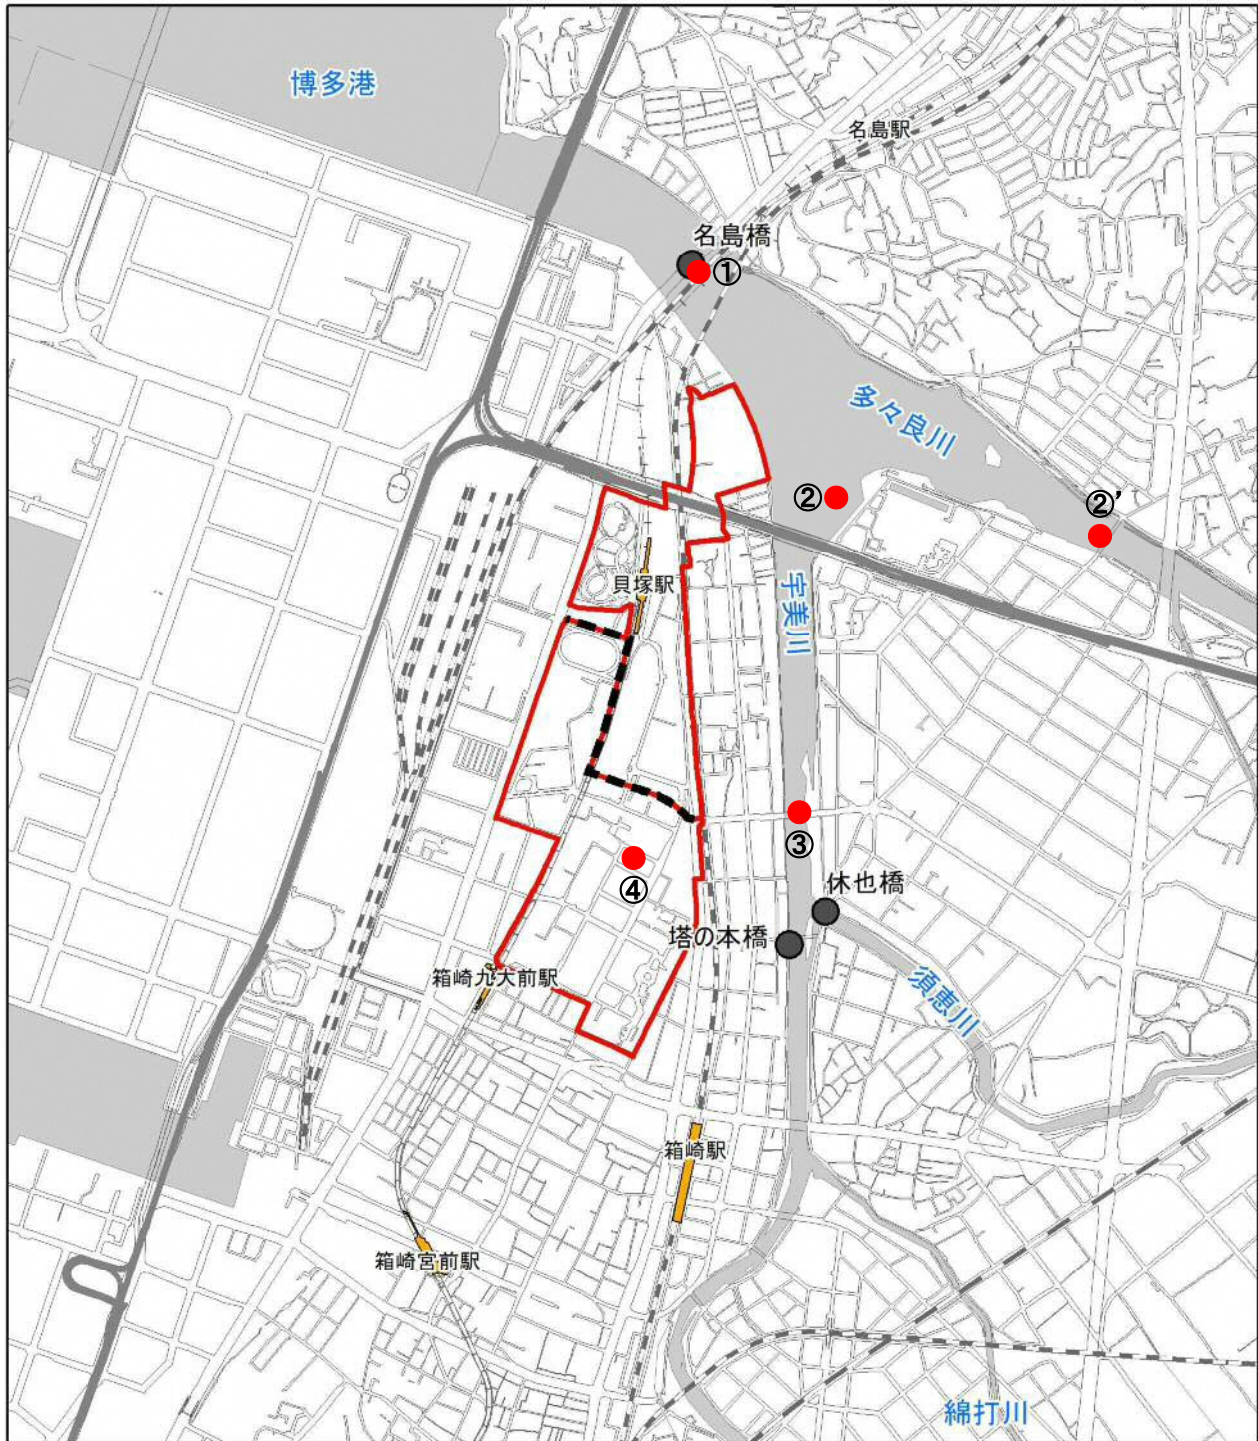 博多港
名島駅
名島橋
①
多々良川
②
②'
貝塚駅
宇美川
③
④
休也橋
塔の本橋
箱崎九大前駅
須恵川
箱崎駅
箱崎宮前駅
綿打川